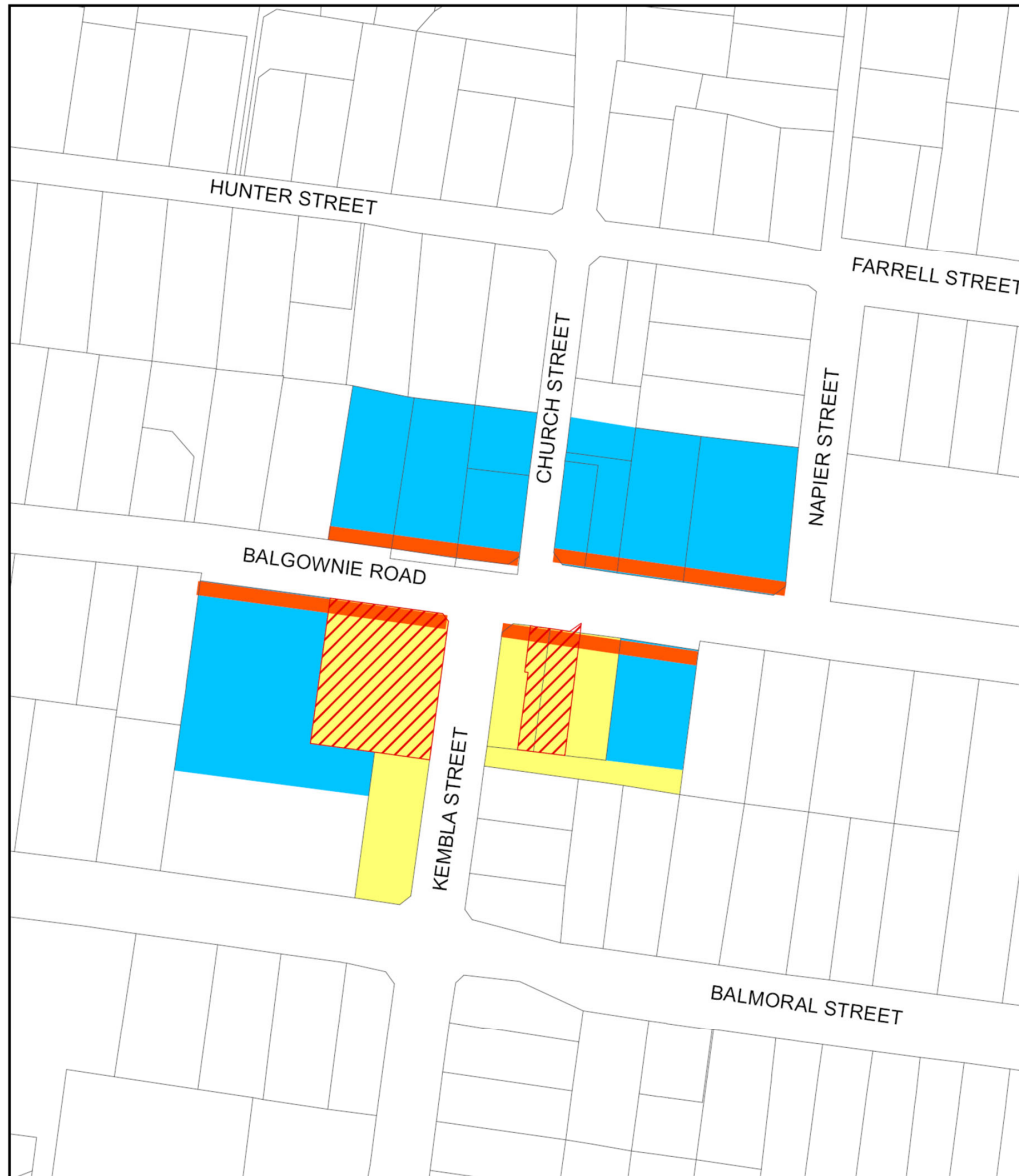 HUNTER STREET
FARRELL STREET
CHURCH STREET
NAPIER STREET
BALGOWNIE ROAD
KEMBLA STREET
BALMORAL STREET